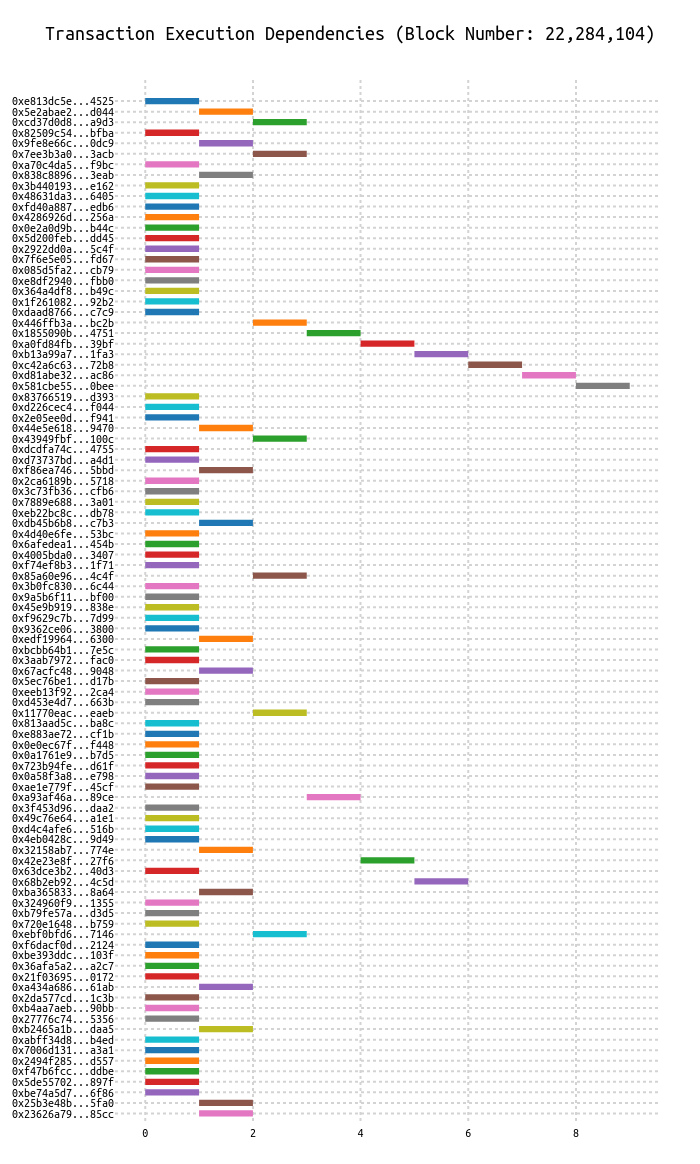 Transaction Execution Dependencies (Block Number: 22,284,104)
0xe813dc5e...4525
0x5e2abae2...d044
0xcd37d0d8...a9d3
0x82509c54...bfba
0x9fe8e66c...0dc9
0x7ee3b3a0...3acb
0xa70c4da5...f9bc
0x838c8896...3eab
0x3b440193...e162
0x48631da3...6405
0xfd40a887...edb6
0x4286926d...256a
0x0e2a0d9b...b44c
0x5d200feb...dd45
0x2922dd0a...5c4f
0x7f6e5e05...fd67
0x085d5fa2...cb79
0xe8df2940...fbb0
0x364a4df8...b49c
0x1f261082...92b2
0xdaad8766...c7c9
0x446ffb3a...bc2b
0x1855090b...4751
0xa0fd84fb...39bf
0xb13a99a7...1fa3
0xc42a6c63...72b8
0xd81abe32...ac86
0x581cbe55...0bee
0x83766519...d393
0xd226cec4...f044
0x2e05ee0d...f941
0x44e5e618...9470
0x43949fbf...100c
0xdcdfa74c...4755
0xd73737bd...a4d1
0xf86ea746...5bbd
0x2ca6189b...5718
0x3c73fb36...cfb6
0x7889e688...3a01
0xeb22bc8c...db78
0xdb45b6b8...c7b3
0x4d40e6fe...53bc
0x6afedea1...454b
0x4005bda0...3407
0xf74ef8b3...1f71
0x85a60e96...4c4f
0x3b0fc830...6c44
0x9a5b6f11...bf00
0x45e9b919...838e
0xf9629c7b...7d99
0x9362ce06...3800
0xedf19964...6300
0xbcbb64b1...7e5c
0x3aab7972...fac0
0x67acfc48...9048
0x5ec76be1...d17b
0xeeb13f92...2ca4
0xd453e4d7...663b
0x11770eac...eaeb
0x813aad5c...ba8c
0xe883ae72...cf1b
0x0e0ec67f...f448
0x0a1761e9...b7d5
0x723b94fe...d61f
0x0a58f3a8...e798
0xae1e779f...45cf
0xa93af46a...89ce
0x3f453d96...daa2
0x49c76e64...a1e1
0xd4c4afe6...516b
0x4eb0428c...9d49
0x32158ab7...774e
0x42e23e8f...27f6
0x63dce3b2...40d3
0x68b2eb92...4c5d
0xba365833...8a64
0x324960f9...1355
0xb79fe57a...d3d5
0x720e1648...b759
0xebf0bfd6...7146
0xf6dacf0d...2124
0xbe393ddc...103f
0x36afa5a2...a2c7
0x21f03695...0172
0xa434a686...61ab
0x2da577cd...1c3b
0xb4aa7aeb...90bb
0x27776c74...5356
0xb2465a1b...daa5
0xabff34d8...b4ed
0x7006d131...a3a1
0x2494f285...d557
0xf47b6fcc...ddbe
0x5de55702...897f
0xbe74a5d7...6f86
0x25b3e48b...5fa0
0x23626a79...85cc
0 2 4 6 8